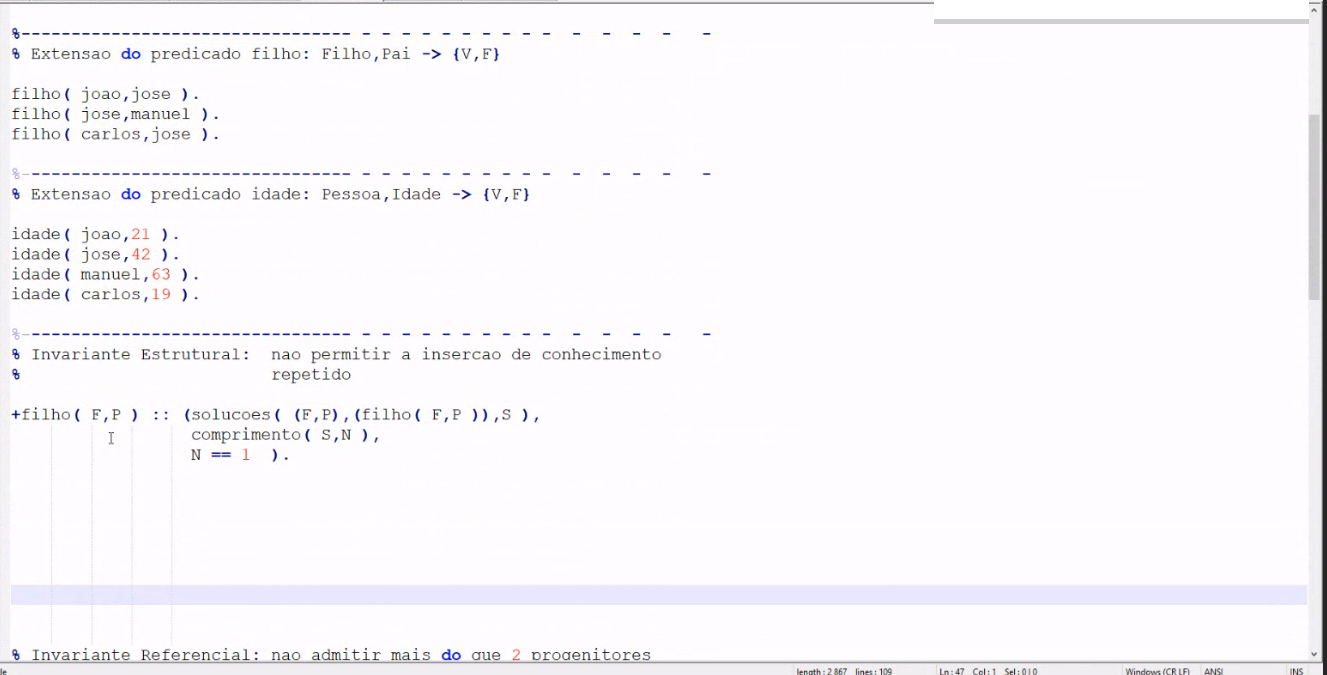 %--------------------------------- - - - - - - - - - - - - - - -
% Extensao do predicado filho: Filho,Pai -> {V,F}
filho( joao,jose ).
filho( jose,manuel ).
filho( carlos,jose ).
%--------------------------------- - - - - - - - - - - - - - - -
% Extensao do predicado idade: Pessoa,Idade -> {V,F}
idade( joao,21 ).
idade( jose,42 ).
idade( manuel,63 ).
idade( carlos,19 ).
%--------------------------------- - - - - - - - - - - - - - - -
% Invariante Estrutural:  nao permitir a insercao de conhecimento
%                         repetido
+filho( F,P ) :: (solucoes( (F,P),(filho( F,P )),S ),
                  comprimento( S,N ),
                  N == 1  ).
% Invariante Referencial: nao admitir mais do que 2 progenitores
le
length : 2 867 lines : 109
Ln : 47 Col : 1 Sel : 0 | 0
Windows (CR LF)
ANSI
INS